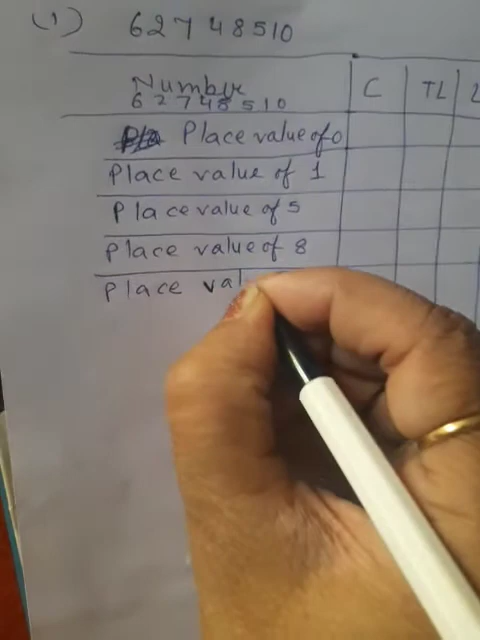 (1) 62748510
Number C TL L
62748510
Place value of 0
Place value of 1
Place value of 5
Place value of 8
Place val